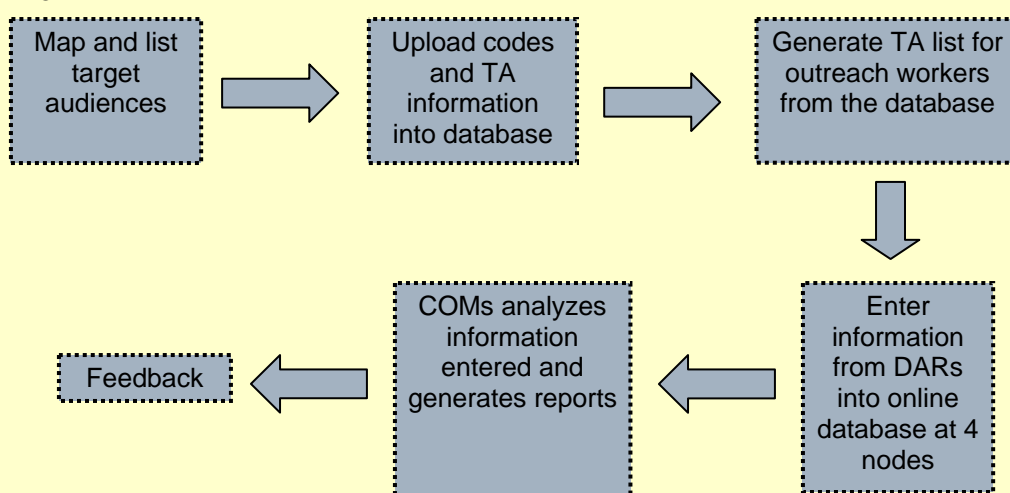 Map and list
target
audiences
Upload codes
and TA
information
into database
Generate TA list for
outreach workers
from the database
Enter
information
from DARs
into online
database at 4
nodes
COMs analyzes
information
entered and
generates reports
Feedback